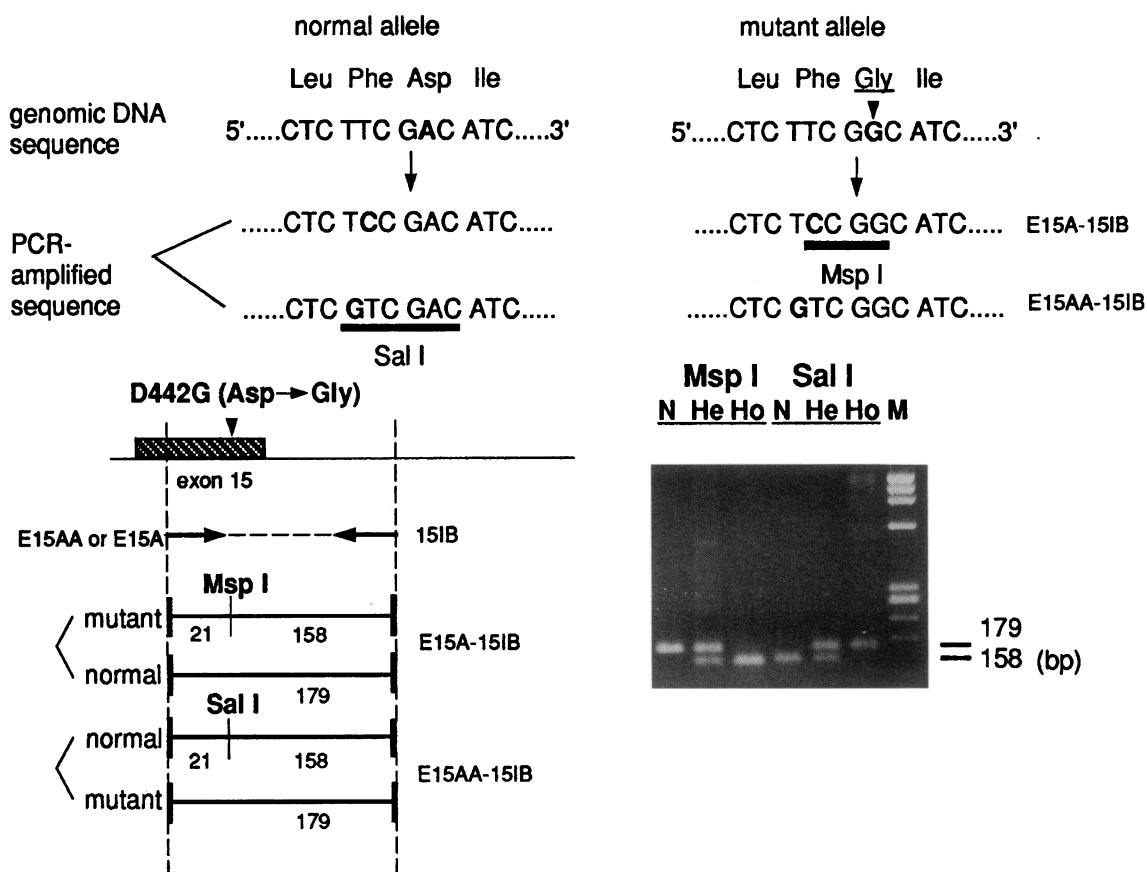 normal allele
mutant allele
Leu Phe Asp Ile
Leu Phe Gly Ile
genomic DNA
sequence
5'.....CTC TTC GAC ATC.....3'
5'.....CTC TTC GGC ATC.....3'
PCR-
amplified
sequence
......CTC TCC GAC ATC.....
.....CTC TCC GGC ATC.....
E15A-15IB
Msp I
......CTC GTC GAC ATC.....
Sal I
......CTC GTC GGC ATC.....
E15AA-15IB
D442G (Asp→Gly)
exon 15
E15AA or E15A
15IB
Msp I
mutant
21
158
E15A-15IB
normal
179
Sal I
normal
21
158
E15AA-15IB
mutant
179
Msp I Sal I
N He Ho N He Ho M
179
158 (bp)